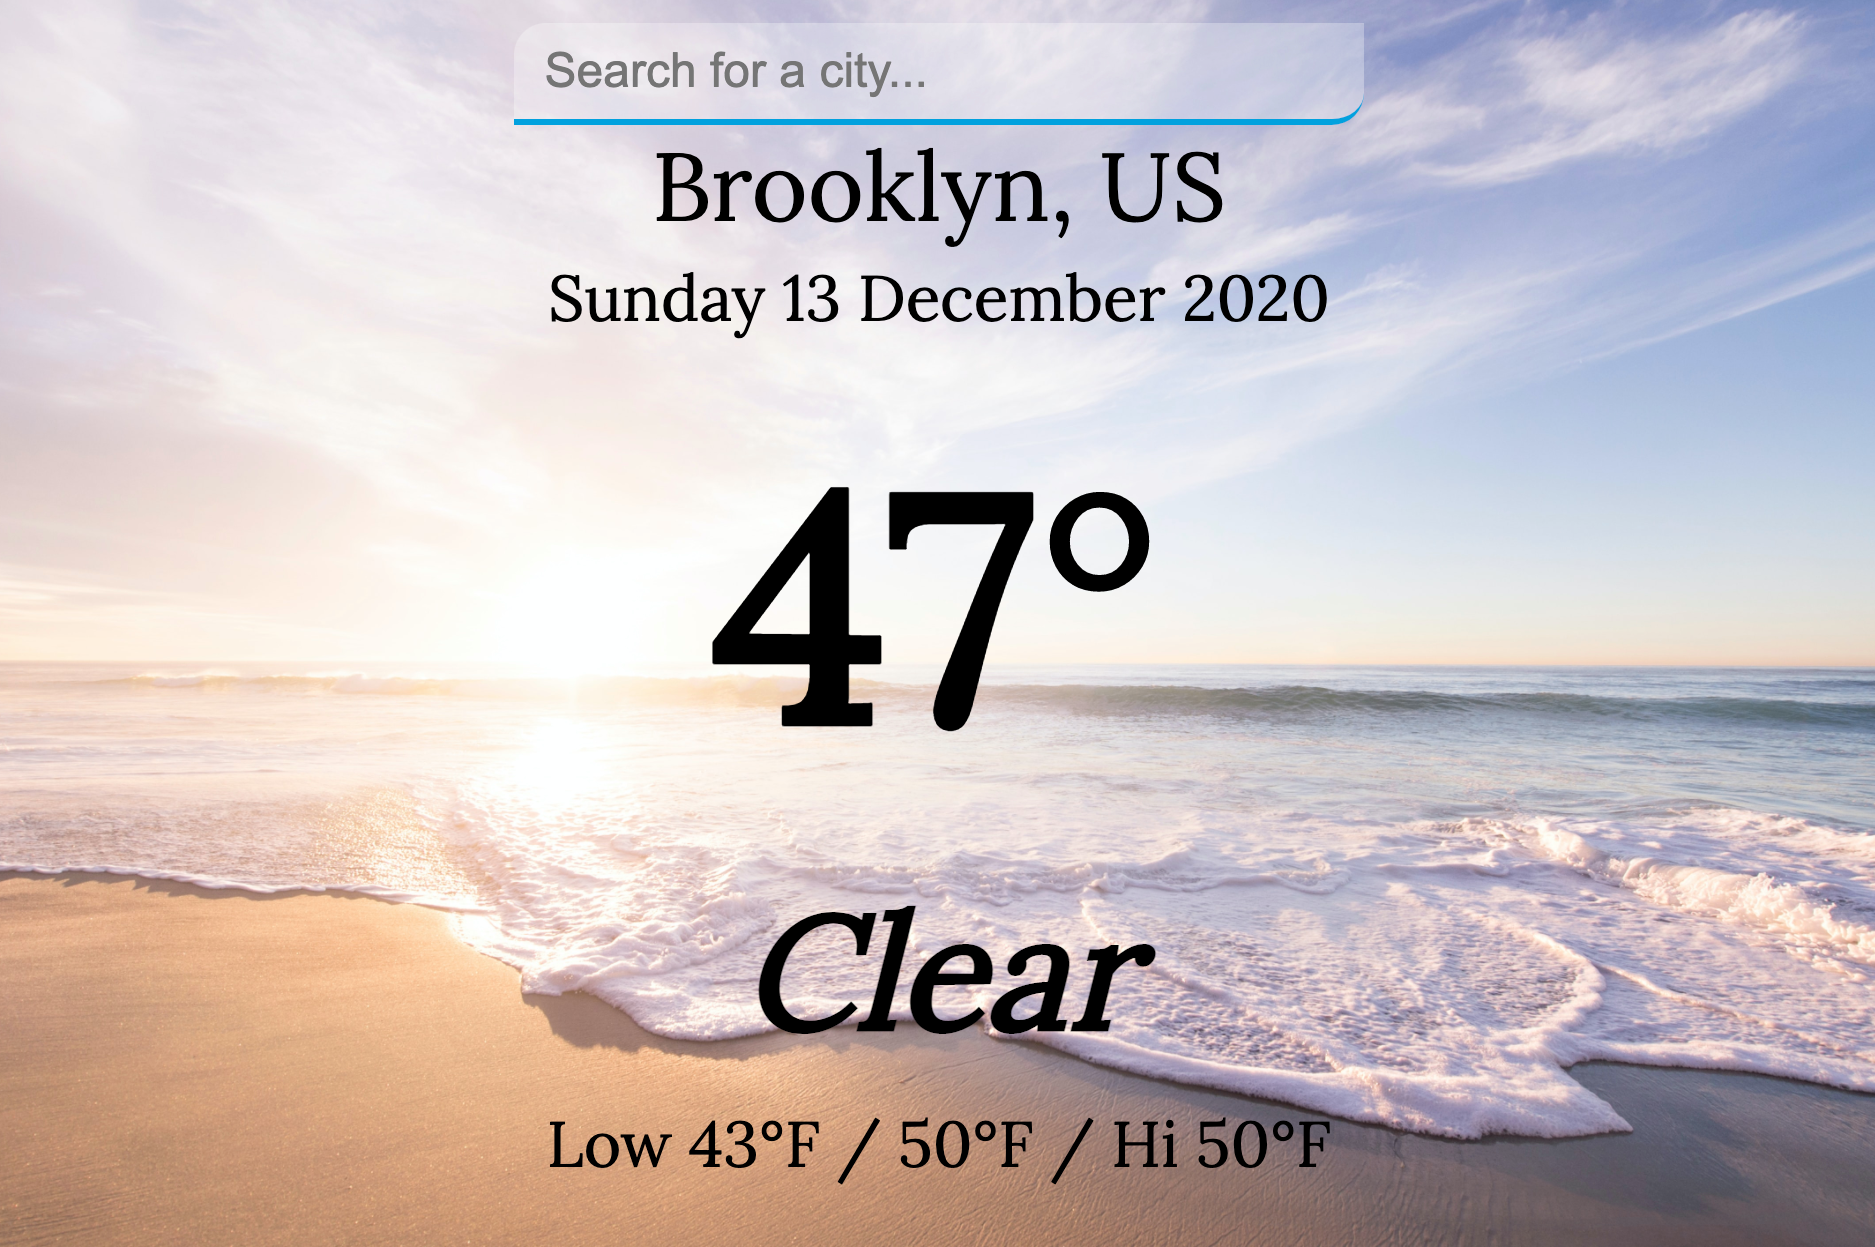 Search for a city...
Brooklyn, US
Sunday 13 December 2020
47°
Clear
Low 43°F / 50°F / Hi 50°F